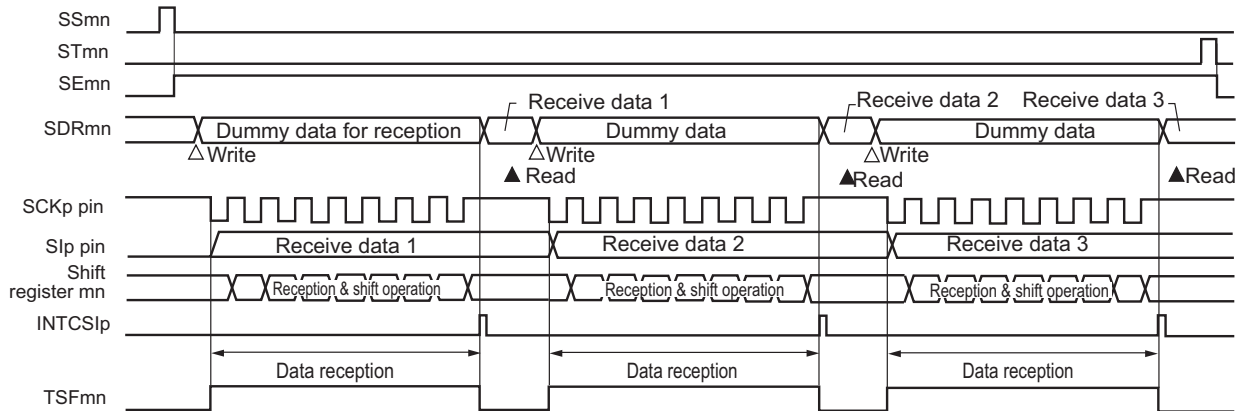 SSmn
STmn
SEmn
Receive data 1
Receive data 2
Receive data 3
SDRmn
Dummy data for reception
Dummy data
Dummy data
△Write
△Write
△Write
▲ Read
▲Read
▲Read
SCKp pin
SIp pin
Receive data 1
Receive data 2
Receive data 3
Shift
register mn
Reception & shift operation
Reception & shift operation
Reception & shift operation
INTCSIp
Data reception
Data reception
Data reception
TSFmn